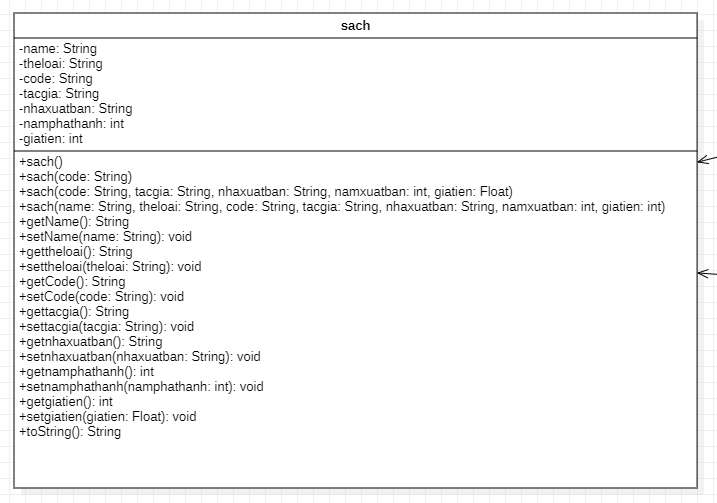 sach
-name: String
-theloai: String
-code: String
-tacgia: String
-nhaxuatban: String
-namphathanh: int
-giatien: int
+sach()
+sach(code: String)
+sach(code: String, tacgia: String, nhaxuatban: String, namxuatban: int, giatien: Float)
+sach(name: String, theloai: String, code: String, tacgia: String, nhaxuatban: String, namxuatban: int, giatien: int)
+getName(): String
+setName(name: String): void
+gettheloai(): String
+settheloai(theloai: String): void
+getCode(): String
+setCode(code: String): void
+gettacgia(): String
+settacgia(tacgia: String): void
+getnhaxuatban(): String
+setnhaxuatban(nhaxuatban: String): void
+getnamphathanh(): int
+setnamphathanh(namphathanh: int): void
+getgiatien(): int
+setgiatien(giatien: Float): void
+toString(): String